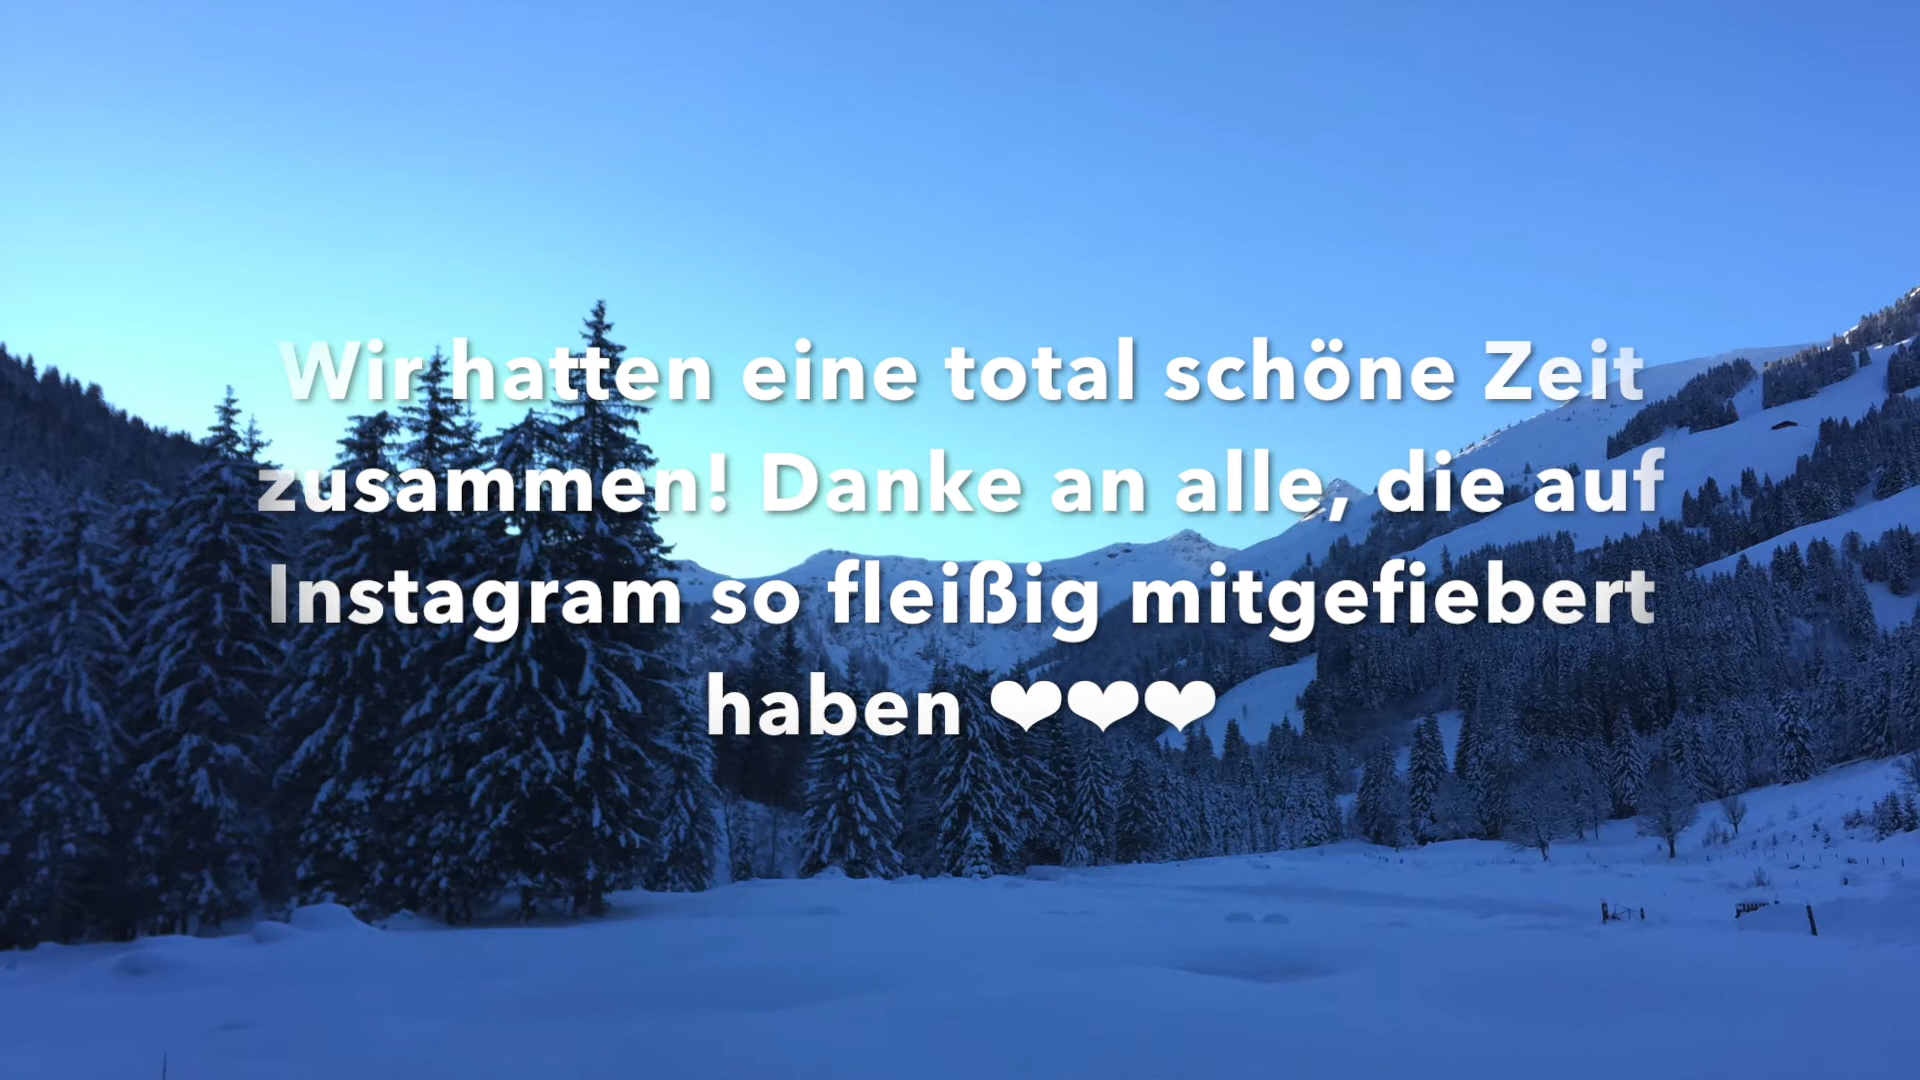 Wir hatten eine total schöne Zeit
zusammen! Danke an alle, die auf
Instagram so fleißig mitgefiebert
haben ❤❤❤